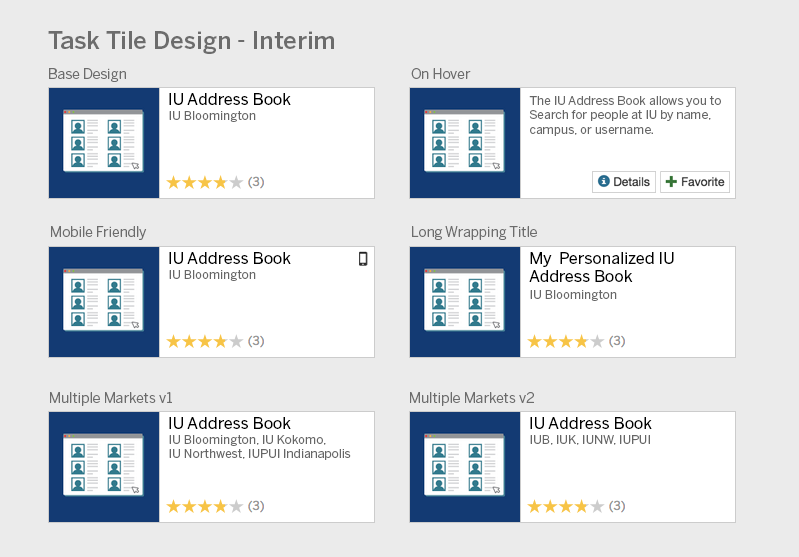 Task Tile Design - Interim
Base Design
IU Address Book
IU Bloomington
(3)
On Hover
The IU Address Book allows you to
Search for people at IU by name,
campus, or username.
Details
Favorite
Mobile Friendly
IU Address Book
IU Bloomington
(3)
Long Wrapping Title
My  Personalized IU
Address Book
IU Bloomington
(3)
Multiple Markets v1
IU Address Book
IU Bloomington, IU Kokomo,
IU Northwest, IUPUI Indianapolis
(3)
Multiple Markets v2
IU Address Book
IUB, IUK, IUNW, IUPUI
(3)